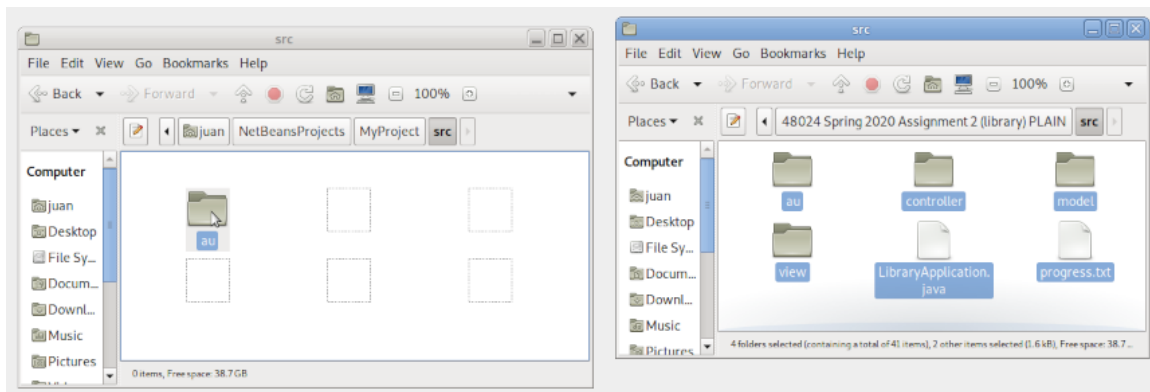 src
File Edit View Go Bookmarks Help
Back Forward 100%
Places juan NetBeansProjects MyProject src
Computer
juan
Desktop
File Sy...
Docum...
Downl...
Music
Pictures
au
0 items, Free space: 38.7 GB
src
File Edit View Go Bookmarks Help
Back Forward 100%
Places 48024 Spring 2020 Assignment 2 (library) PLAIN src
Computer
juan
Desktop
File Sy...
Docum...
Downl...
Music
Pictures
au controller model
view LibraryApplication. progress.txt
java
4 folders selected (containing a total of 41 items), 2 other items selected (1.6 kB), Free space: 38.7 ...